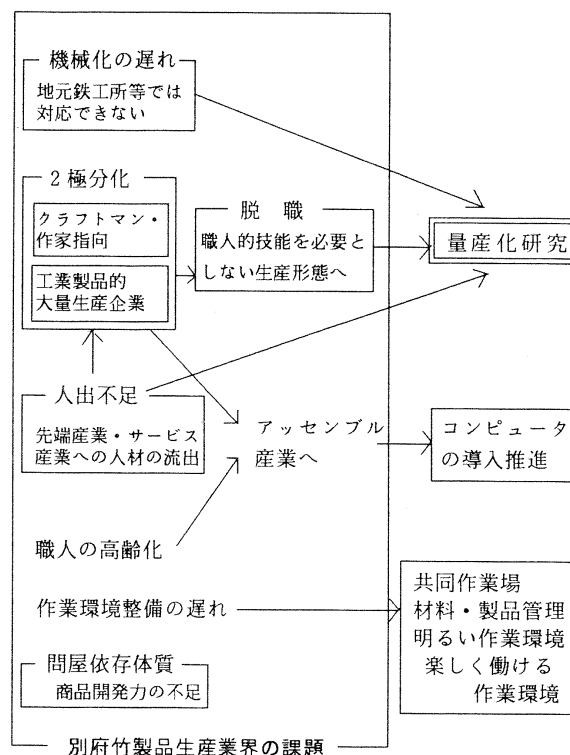 機械化の遅れ
地元鉄工所等では
対応できない
2極分化
クラフトマン・
作家指向
工業製品的
大量生産企業
脱職
職人的技能を必要と
しない生産形態へ
量産化研究
人出不足
先端産業・サービス
産業への人材の流出
アッセンブル
産業へ
コンピュータ
の導入推進
職人の高齢化
作業環境整備の遅れ
共同作業場
材料・製品管理
明るい作業環境
楽しく働ける
作業環境
問屋依存体質
商品開発力の不足
別府竹製品生産業界の課題